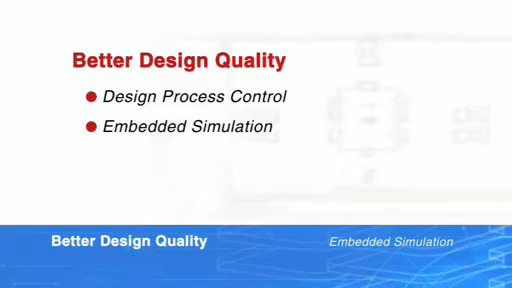 Better Design Quality
Design Process Control
Embedded Simulation
Better Design Quality
Embedded Simulation